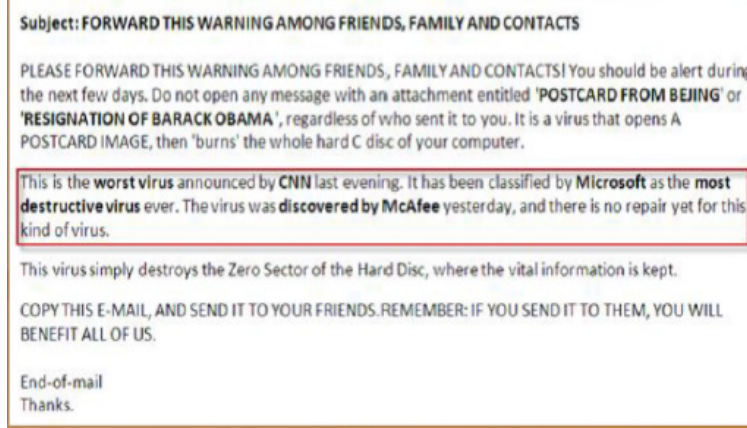 Subject: FORWARD THIS WARNING AMONG FRIENDS, FAMILY AND CONTACTS
PLEASE FORWARD THIS WARNING AMONG FRIENDS, FAMILY AND CONTACTS! You should be alert during
the next few days. Do not open any message with an attachment entitled 'POSTCARD FROM BEJING' or
'RESIGNATION OF BARACK OBAMA', regardless of who sent it to you. It is a virus that opens A
POSTCARD IMAGE, then 'burns' the whole hard C disc of your computer.
This is the worst virus announced by CNN last evening. It has been classified by Microsoft as the most
destructive virus ever. The virus was discovered by McAfee yesterday, and there is no repair yet for this
kind of virus.
This virus simply destroys the Zero Sector of the Hard Disc, where the vital information is kept.
COPY THIS E-MAIL, AND SEND IT TO YOUR FRIENDS.REMEMBER: IF YOU SEND IT TO THEM, YOU WILL
BENEFIT ALL OF US.
End-of-mail
Thanks.